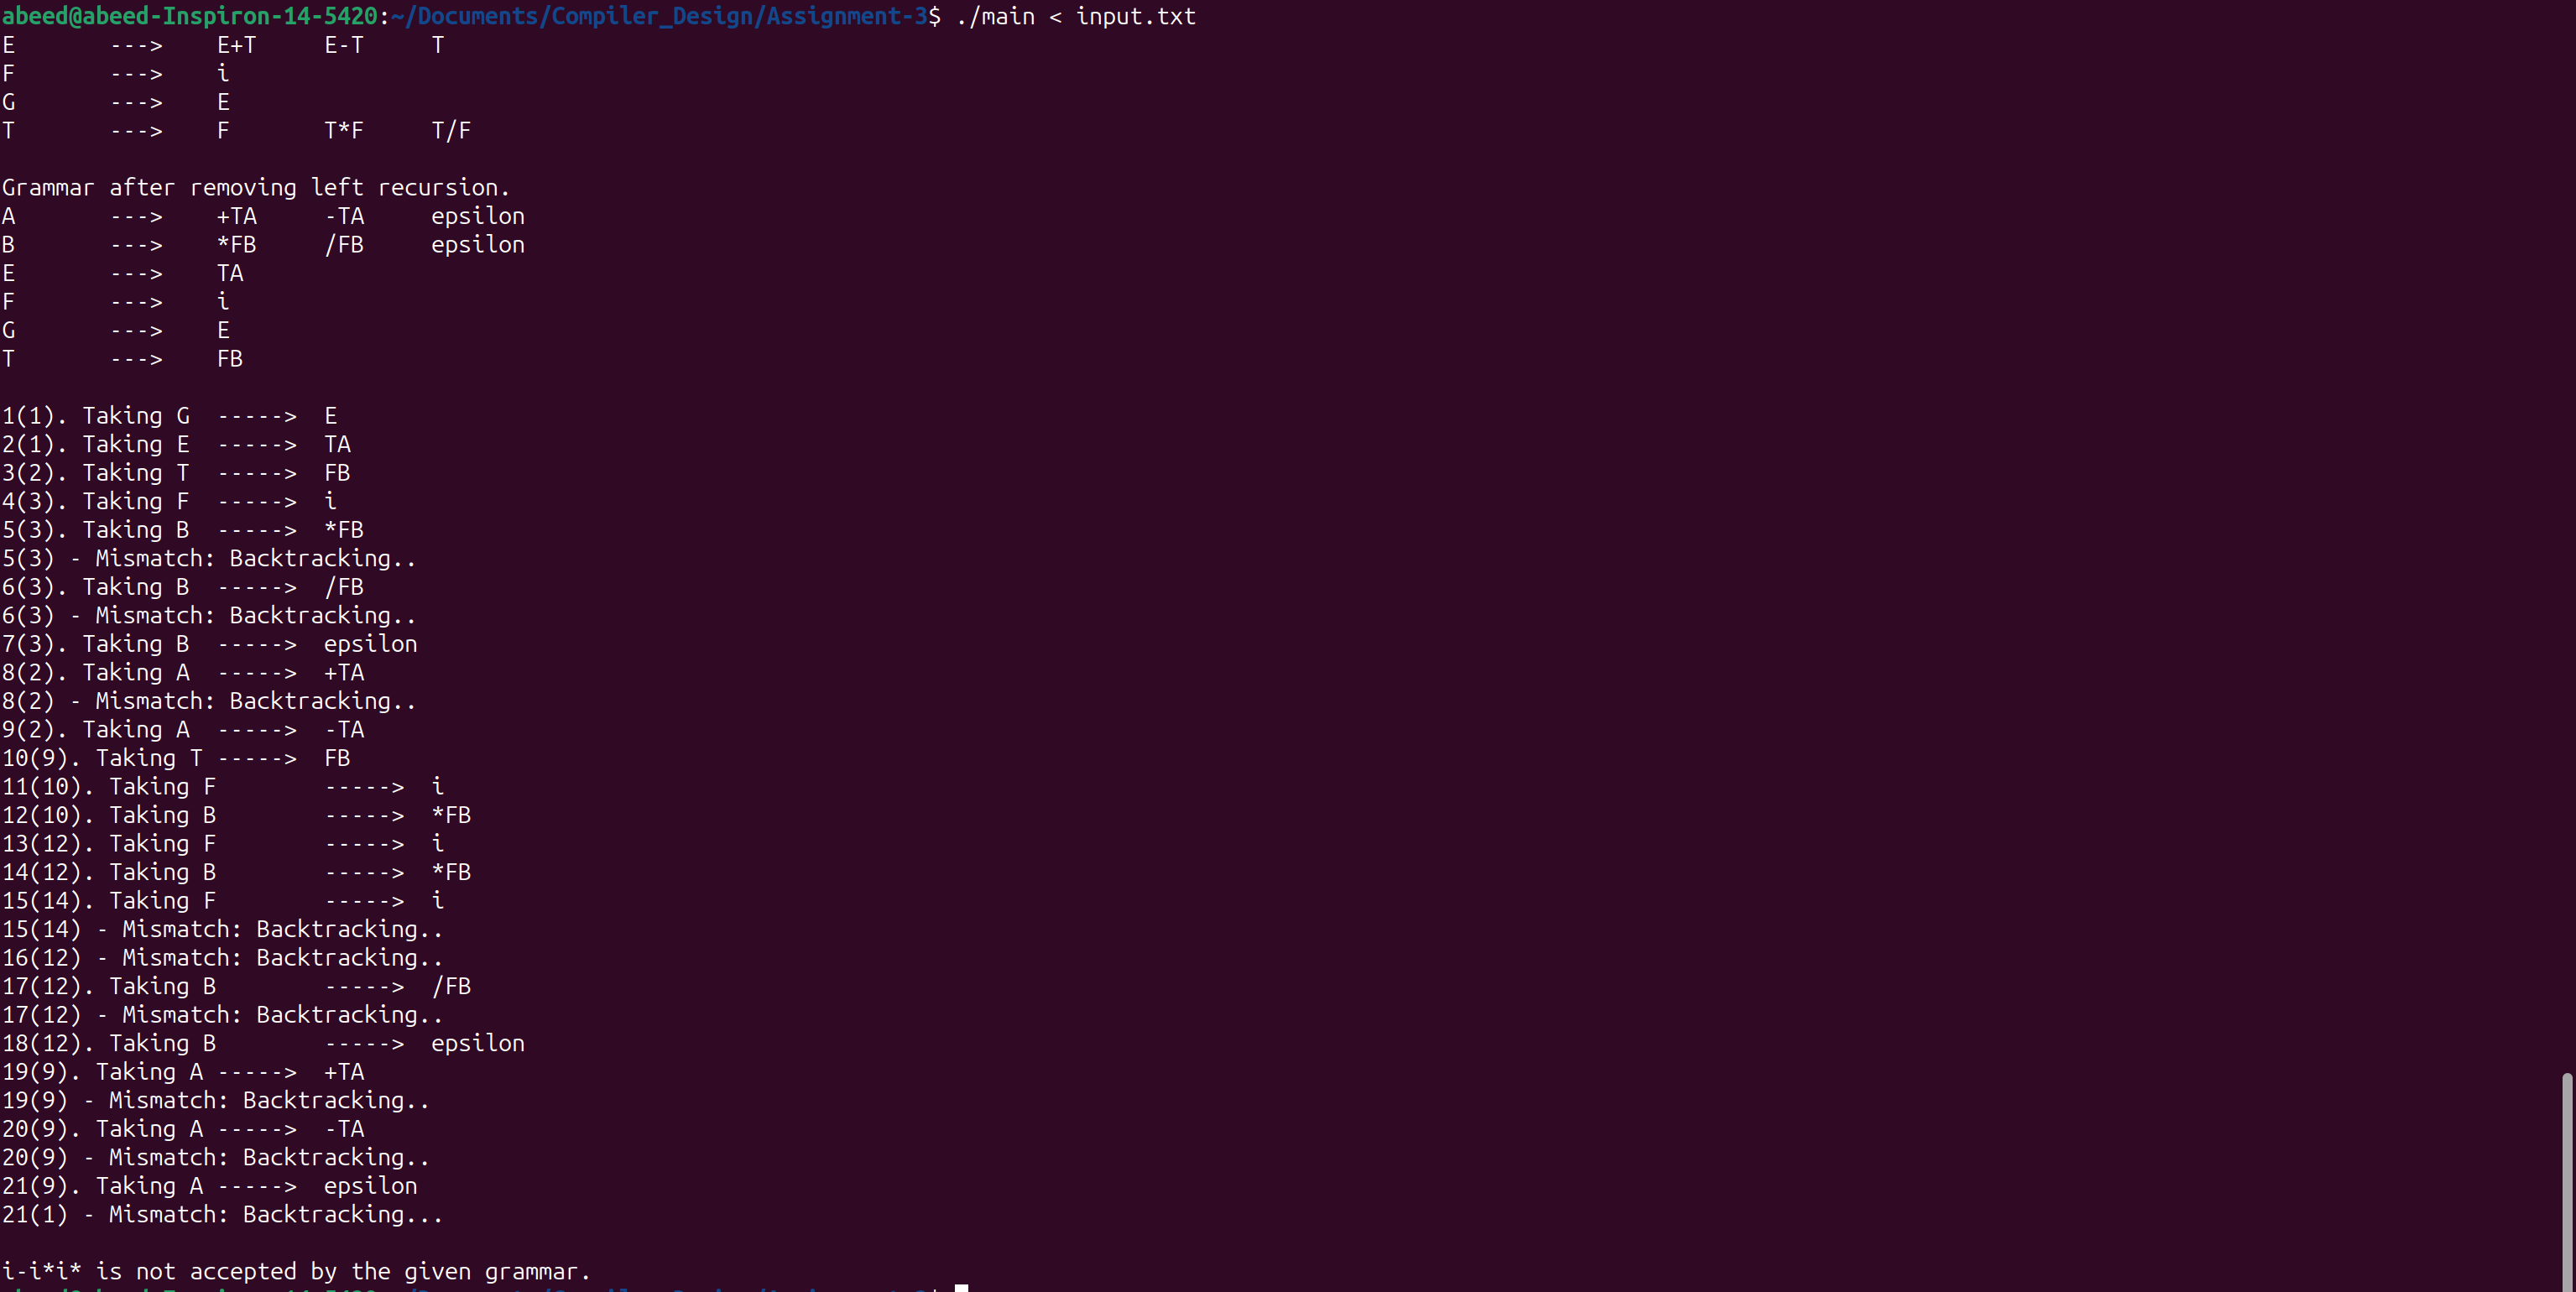 abeed@abeed-Inspiron-14-5420:~/Documents/Compiler_Design/Assignment-3$ ./main < input.txt
E ---> E+T E-T T
F ---> i
G ---> E
T ---> F T*F T/F
Grammar after removing left recursion.
A ---> +TA -TA epsilon
B ---> *FB /FB epsilon
E ---> TA
F ---> i
G ---> E
T ---> FB
1(1). Taking G -----> E
2(1). Taking E -----> TA
3(2). Taking T -----> FB
4(3). Taking F -----> i
5(3). Taking B -----> *FB
5(3) - Mismatch: Backtracking..
6(3). Taking B -----> /FB
6(3) - Mismatch: Backtracking..
7(3). Taking B -----> epsilon
8(2). Taking A -----> +TA
8(2) - Mismatch: Backtracking..
9(2). Taking A -----> -TA
10(9). Taking T -----> FB
11(10). Taking F -----> i
12(10). Taking B -----> *FB
13(12). Taking F -----> i
14(12). Taking B -----> *FB
15(14). Taking F -----> i
15(14) - Mismatch: Backtracking..
16(12) - Mismatch: Backtracking..
17(12). Taking B -----> /FB
17(12) - Mismatch: Backtracking..
18(12). Taking B -----> epsilon
19(9). Taking A -----> +TA
19(9) - Mismatch: Backtracking..
20(9). Taking A -----> -TA
20(9) - Mismatch: Backtracking..
21(9). Taking A -----> epsilon
21(1) - Mismatch: Backtracking...
i-i*i* is not accepted by the given grammar.